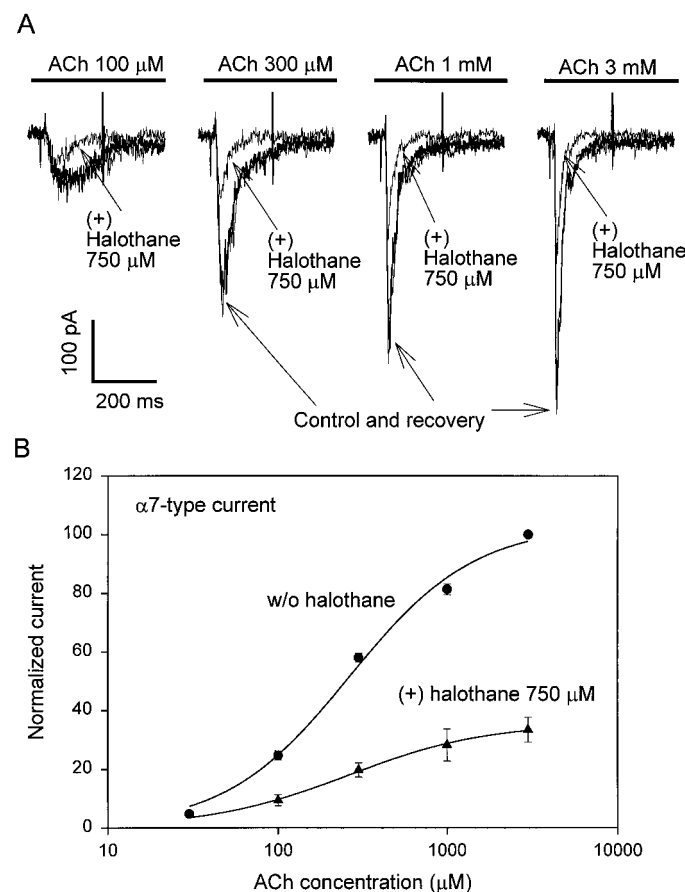 A
ACh 100 μM
ACh 300 μM
ACh 1 mM
ACh 3 mM
(+)
Halothane
750 μM
(+)
Halothane
750 μM
(+)
Halothane
750 μM
(+)
Halothane
750 μM
100 pA
200 ms
Control and recovery
B
120
100
80
60
40
20
0
Normalized current
α7-type current
w/o halothane
(+) halothane 750 μM
10
100
1000
10000
ACh concentration (μM)